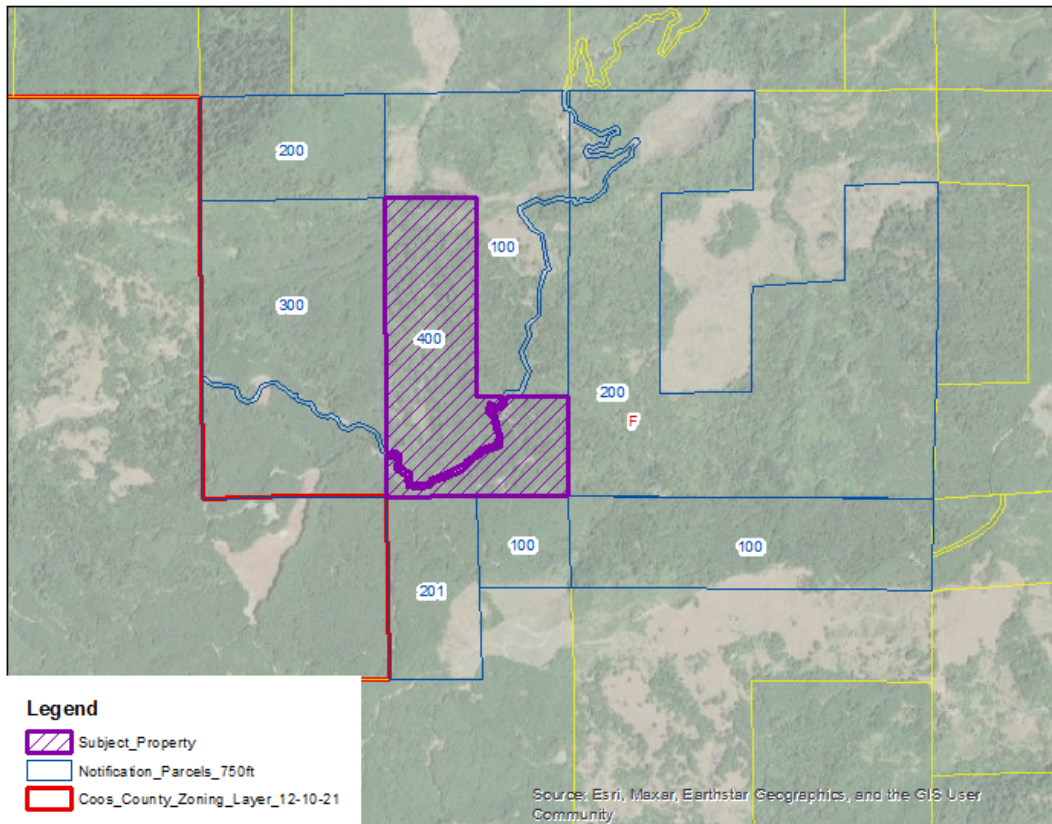 200
100
300
400
200
F
100
100
201
Legend
Subject_Property
Notification_Parcels_750ft
Coos_County_Zoning_Layer_12-10-21
Source: Esri, Maxar, Earthstar Geographics, and the GIS User
Community